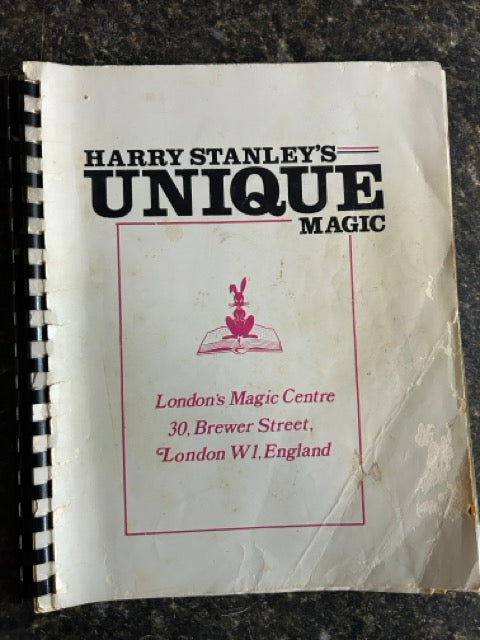 HARRY STANLEY'S
UNIQUE
MAGIC
London's Magic Centre
30, Brewer Street,
London W1, England